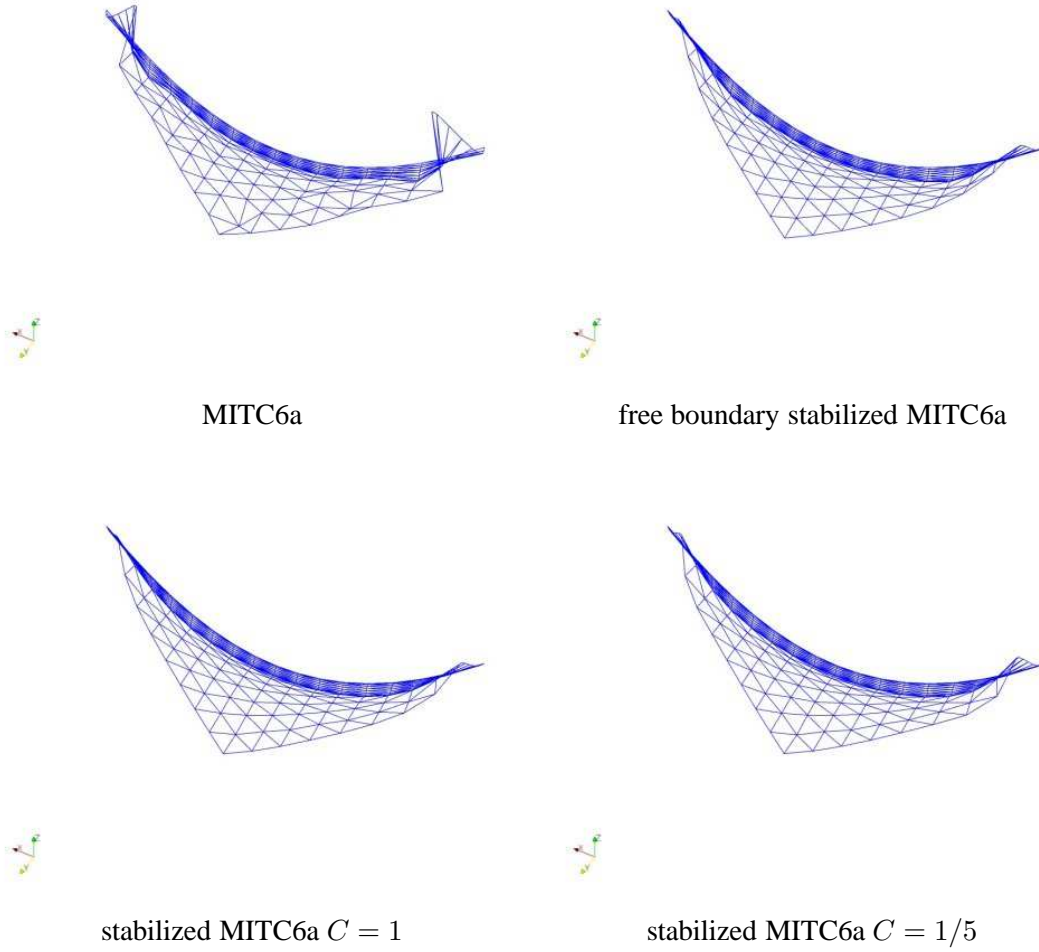 MITC6a
free boundary stabilized MITC6a
stabilized MITC6a C = 1
stabilized MITC6a C = 1/5